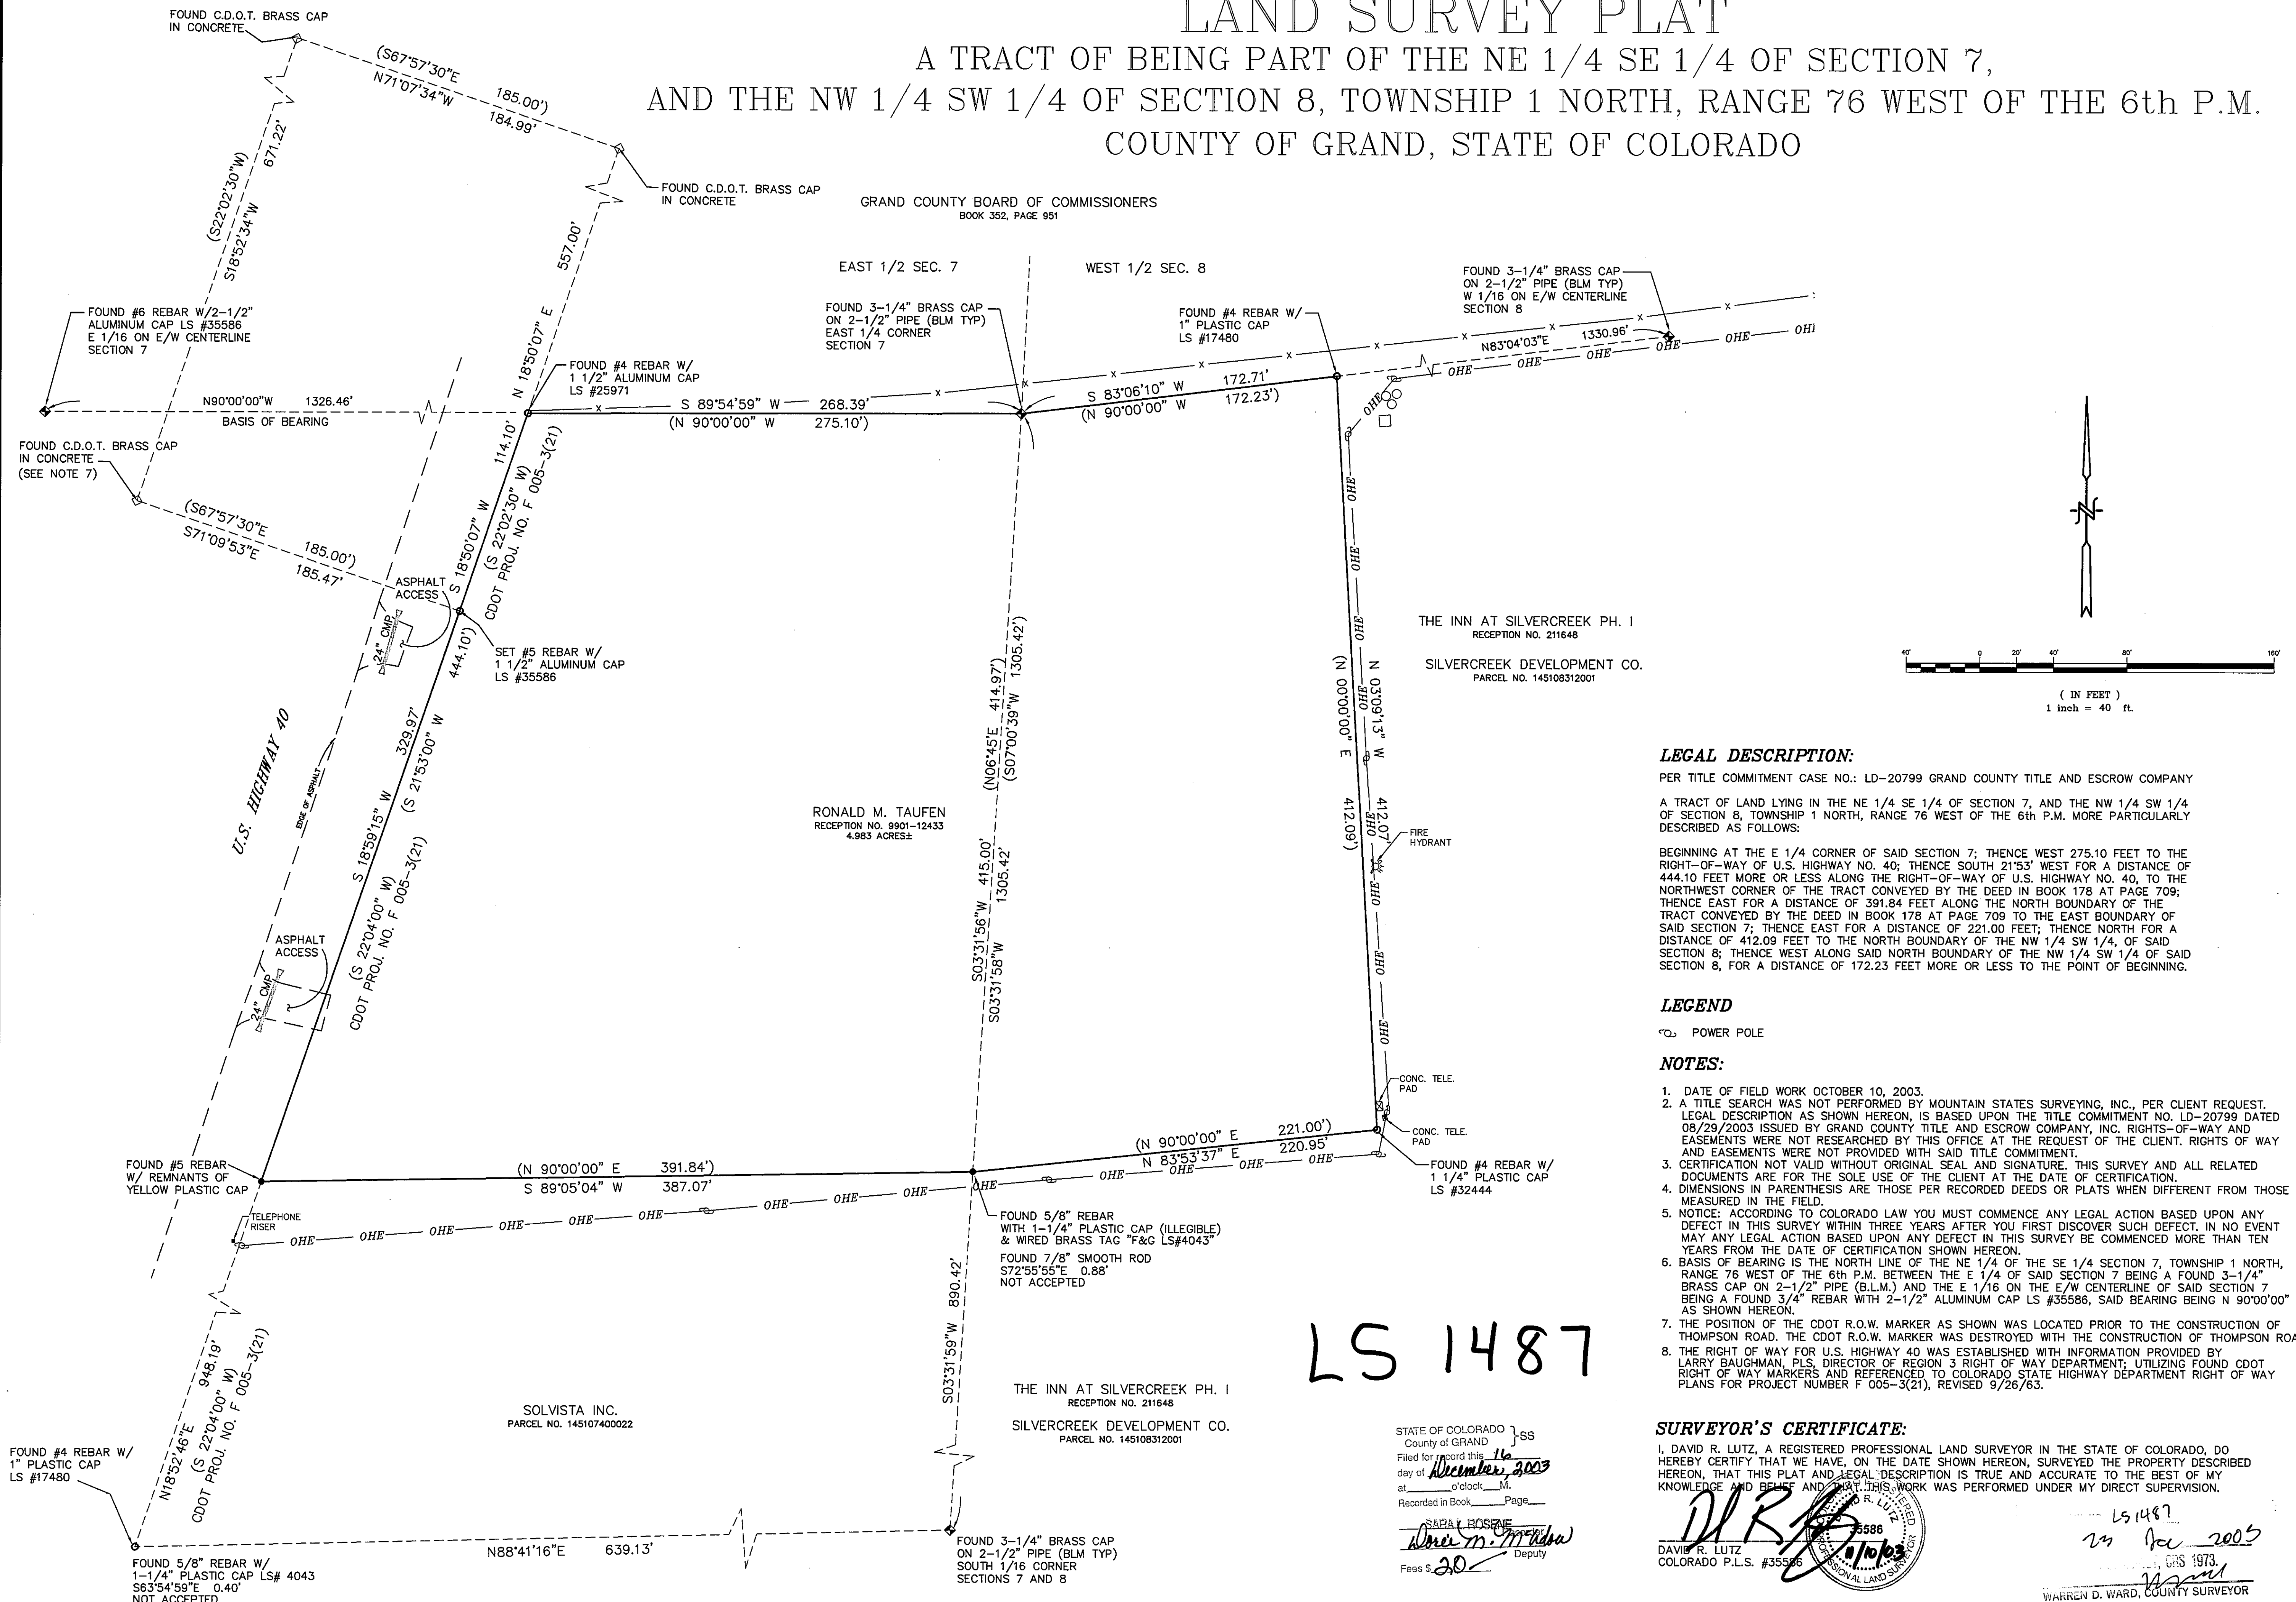 LAND SURVEY PLAT
A TRACT OF BEING PART OF THE NE 1/4 SE 1/4 OF SECTION 7,
AND THE NW 1/4 SW 1/4 OF SECTION 8, TOWNSHIP 1 NORTH, RANGE 76 WEST OF THE 6th P.M.
COUNTY OF GRAND, STATE OF COLORADO
FOUND C.D.O.T. BRASS CAP
IN CONCRETE
(S67°57'30"E 185.00')
N71°07'34"W 184.99'
(S22°02'30"W)
S18°52'34"W 671.22'
FOUND C.D.O.T. BRASS CAP
IN CONCRETE
N 18°50'07" E 557.00'
GRAND COUNTY BOARD OF COMMISSIONERS
BOOK 352, PAGE 951
EAST 1/2 SEC. 7
WEST 1/2 SEC. 8
FOUND #6 REBAR W/2-1/2"
ALUMINUM CAP LS #35586
E 1/16 ON E/W CENTERLINE
SECTION 7
FOUND #4 REBAR W/
1 1/2" ALUMINUM CAP
LS #25971
FOUND 3-1/4" BRASS CAP
ON 2-1/2" PIPE (BLM TYP)
EAST 1/4 CORNER
SECTION 7
FOUND #4 REBAR W/
1" PLASTIC CAP
LS #17480
FOUND 3-1/4" BRASS CAP
ON 2-1/2" PIPE (BLM TYP)
W 1/16 ON E/W CENTERLINE
SECTION 8
N83°04'03"E 1330.96'
OHE OHE OHE OHE OHE OHE
N90°00'00"W 1326.46'
BASIS OF BEARING
S 89°54'59" W 268.39'
(N 90°00'00" W 275.10')
S 83°06'10" W 172.71'
(N 90°00'00" W 172.23')
FOUND C.D.O.T. BRASS CAP
IN CONCRETE
(SEE NOTE 7)
(S67°57'30"E 185.00')
S71°09'53"E 185.47'
S 18°50'07" W 114.10'
(S 22°02'30" W)
CDOT PROJ. NO. F 005-3(21)
ASPHALT
ACCESS
24" CMP
SET #5 REBAR W/
1 1/2" ALUMINUM CAP
LS #35586
444.10')
S 18°59'15" W 329.97'
(S 21°53'00" W
(S 22°04'00" W)
CDOT PROJ. NO. F 005-3(21)
U.S. HIGHWAY 40
EDGE OF ASPHALT
ASPHALT
ACCESS
24" CMP
RONALD M. TAUFEN
RECEPTION NO. 9901-12433
4.983 ACRES±
(N06°45'E 414.97')
(S07°00'39"W 1305.42')
S03°31'56"W 415.00'
S03°31'58"W 1305.42'
N 03°09'13" W 412.07'
(N 00°00'00" E 412.09')
OHE OHE OHE OHE OHE OHE OHE OHE OHE OHE
FIRE
HYDRANT
THE INN AT SILVERCREEK PH. I
RECEPTION NO. 211648
SILVERCREEK DEVELOPMENT CO.
PARCEL NO. 145108312001
40' 0 20' 40' 80' 160'
( IN FEET )
1 inch = 40 ft.
CONC. TELE.
PAD
CONC. TELE.
PAD
FOUND #4 REBAR W/
1 1/4" PLASTIC CAP
LS #32444
(N 90°00'00" E 221.00')
N 83°53'37" E 220.95'
(N 90°00'00" E 391.84')
S 89°05'04" W 387.07'
OHE OHE OHE OHE OHE OHE OHE OHE OHE OHE OHE OHE OHE OHE
FOUND #5 REBAR
W/ REMNANTS OF
YELLOW PLASTIC CAP
TELEPHONE
RISER
FOUND 5/8" REBAR
WITH 1-1/4" PLASTIC CAP (ILLEGIBLE)
& WIRED BRASS TAG "F&G LS#4043"
FOUND 7/8" SMOOTH ROD
S72°55'55"E 0.88'
NOT ACCEPTED
S03°31'59"W 890.42'
N18°52'46"E 948.19'
(S 22°04'00" W)
CDOT PROJ. NO. F 005-3(21)
SOLVISTA INC.
PARCEL NO. 145107400022
THE INN AT SILVERCREEK PH. I
RECEPTION NO. 211648
SILVERCREEK DEVELOPMENT CO.
PARCEL NO. 145108312001
FOUND #4 REBAR W/
1" PLASTIC CAP
LS #17480
N88°41'16"E 639.13'
FOUND 5/8" REBAR W/
1-1/4" PLASTIC CAP LS# 4043
S63°54'59"E 0.40'
NOT ACCEPTED
FOUND 3-1/4" BRASS CAP
ON 2-1/2" PIPE (BLM TYP)
SOUTH 1/16 CORNER
SECTIONS 7 AND 8
LEGAL DESCRIPTION:
PER TITLE COMMITMENT CASE NO.: LD-20799 GRAND COUNTY TITLE AND ESCROW COMPANY
A TRACT OF LAND LYING IN THE NE 1/4 SE 1/4 OF SECTION 7, AND THE NW 1/4 SW 1/4
OF SECTION 8, TOWNSHIP 1 NORTH, RANGE 76 WEST OF THE 6th P.M. MORE PARTICULARLY
DESCRIBED AS FOLLOWS:
BEGINNING AT THE E 1/4 CORNER OF SAID SECTION 7; THENCE WEST 275.10 FEET TO THE
RIGHT-OF-WAY OF U.S. HIGHWAY NO. 40; THENCE SOUTH 21°53' WEST FOR A DISTANCE OF
444.10 FEET MORE OR LESS ALONG THE RIGHT-OF-WAY OF U.S. HIGHWAY NO. 40, TO THE
NORTHWEST CORNER OF THE TRACT CONVEYED BY THE DEED IN BOOK 178 AT PAGE 709;
THENCE EAST FOR A DISTANCE OF 391.84 FEET ALONG THE NORTH BOUNDARY OF THE
TRACT CONVEYED BY THE DEED IN BOOK 178 AT PAGE 709 TO THE EAST BOUNDARY OF
SAID SECTION 7; THENCE EAST FOR A DISTANCE OF 221.00 FEET; THENCE NORTH FOR A
DISTANCE OF 412.09 FEET TO THE NORTH BOUNDARY OF THE NW 1/4 SW 1/4, OF SAID
SECTION 8; THENCE WEST ALONG SAID NORTH BOUNDARY OF THE NW 1/4 SW 1/4 OF SAID
SECTION 8, FOR A DISTANCE OF 172.23 FEET MORE OR LESS TO THE POINT OF BEGINNING.
LEGEND
POWER POLE
NOTES:
1. DATE OF FIELD WORK OCTOBER 10, 2003.
2. A TITLE SEARCH WAS NOT PERFORMED BY MOUNTAIN STATES SURVEYING, INC., PER CLIENT REQUEST.
LEGAL DESCRIPTION AS SHOWN HEREON, IS BASED UPON THE TITLE COMMITMENT NO. LD-20799 DATED
08/29/2003 ISSUED BY GRAND COUNTY TITLE AND ESCROW COMPANY, INC. RIGHTS-OF-WAY AND
EASEMENTS WERE NOT RESEARCHED BY THIS OFFICE AT THE REQUEST OF THE CLIENT. RIGHTS OF WAY
AND EASEMENTS WERE NOT PROVIDED WITH SAID TITLE COMMITMENT.
3. CERTIFICATION NOT VALID WITHOUT ORIGINAL SEAL AND SIGNATURE. THIS SURVEY AND ALL RELATED
DOCUMENTS ARE FOR THE SOLE USE OF THE CLIENT AT THE DATE OF CERTIFICATION.
4. DIMENSIONS IN PARENTHESIS ARE THOSE PER RECORDED DEEDS OR PLATS WHEN DIFFERENT FROM THOSE
MEASURED IN THE FIELD.
5. NOTICE: ACCORDING TO COLORADO LAW YOU MUST COMMENCE ANY LEGAL ACTION BASED UPON ANY
DEFECT IN THIS SURVEY WITHIN THREE YEARS AFTER YOU FIRST DISCOVER SUCH DEFECT. IN NO EVENT
MAY ANY LEGAL ACTION BASED UPON ANY DEFECT IN THIS SURVEY BE COMMENCED MORE THAN TEN
YEARS FROM THE DATE OF CERTIFICATION SHOWN HEREON.
6. BASIS OF BEARING IS THE NORTH LINE OF THE NE 1/4 OF THE SE 1/4 SECTION 7, TOWNSHIP 1 NORTH,
RANGE 76 WEST OF THE 6th P.M. BETWEEN THE E 1/4 OF SAID SECTION 7 BEING A FOUND 3-1/4"
BRASS CAP ON 2-1/2" PIPE (B.L.M.) AND THE E 1/16 ON THE E/W CENTERLINE OF SAID SECTION 7
BEING A FOUND 3/4" REBAR WITH 2-1/2" ALUMINUM CAP LS #35586, SAID BEARING BEING N 90°00'00"
AS SHOWN HEREON.
7. THE POSITION OF THE CDOT R.O.W. MARKER AS SHOWN WAS LOCATED PRIOR TO THE CONSTRUCTION OF
THOMPSON ROAD. THE CDOT R.O.W. MARKER WAS DESTROYED WITH THE CONSTRUCTION OF THOMPSON ROA
8. THE RIGHT OF WAY FOR U.S. HIGHWAY 40 WAS ESTABLISHED WITH INFORMATION PROVIDED BY
LARRY BAUGHMAN, PLS, DIRECTOR OF REGION 3 RIGHT OF WAY DEPARTMENT; UTILIZING FOUND CDOT
RIGHT OF WAY MARKERS AND REFERENCED TO COLORADO STATE HIGHWAY DEPARTMENT RIGHT OF WAY
PLANS FOR PROJECT NUMBER F 005-3(21), REVISED 9/26/63.
LS 1487
STATE OF COLORADO
County of GRAND } SS
Filed for record this 16
day of December, 2003
at o'clock M.
Recorded in Book Page
SARA L. ROSENE
Recorder
Deputy
Fees $ 20
SURVEYOR'S CERTIFICATE:
I, DAVID R. LUTZ, A REGISTERED PROFESSIONAL LAND SURVEYOR IN THE STATE OF COLORADO, DO
HEREBY CERTIFY THAT WE HAVE, ON THE DATE SHOWN HEREON, SURVEYED THE PROPERTY DESCRIBED
HEREON, THAT THIS PLAT AND LEGAL DESCRIPTION IS TRUE AND ACCURATE TO THE BEST OF MY
KNOWLEDGE AND BELIEF AND THAT THIS WORK WAS PERFORMED UNDER MY DIRECT SUPERVISION.
DAVID R. LUTZ
COLORADO P.L.S. #35586
35586
11/10/03
PROFESSIONAL LAND SURVEYOR
LS 1487
CRS 1973.
WARREN D. WARD, COUNTY SURVEYOR